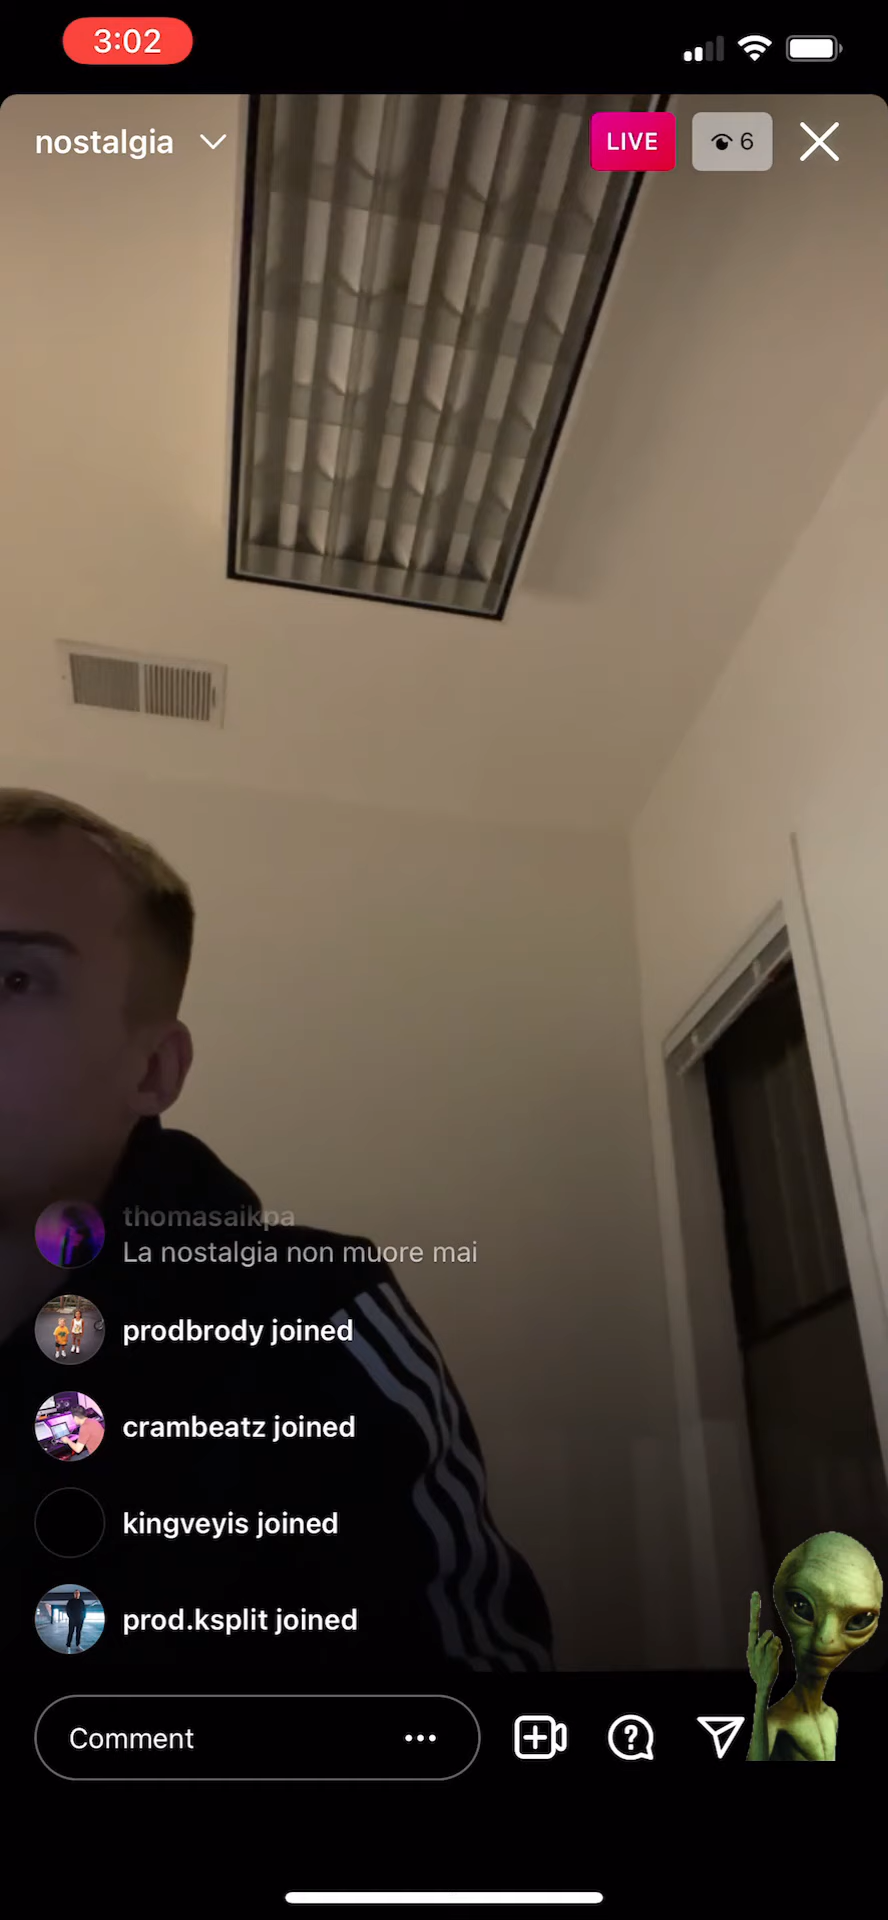 3:02
nostalgia
LIVE
6
thomasaikpa
La nostalgia non muore mai
prodbrody joined
crambeatz joined
kingveyis joined
prod.ksplit joined
Comment